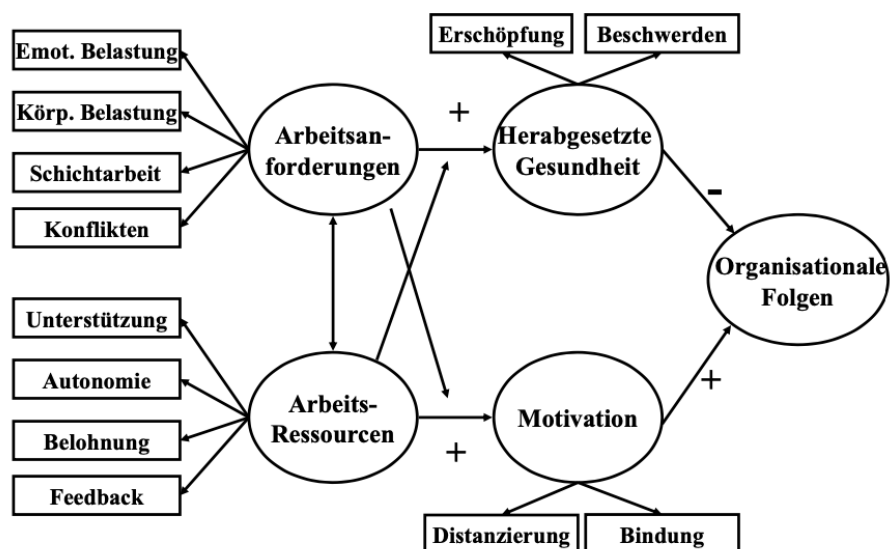 Erschöpfung
Beschwerden
Emot. Belastung
Körp. Belastung
Schichtarbeit
Konflikten
Arbeitsan-
forderungen
+
Herabgesetzte
Gesundheit
-
Organisationale
Folgen
Unterstützung
Autonomie
Belohnung
Feedback
Arbeits-
Ressourcen
+
Motivation
+
Distanzierung
Bindung